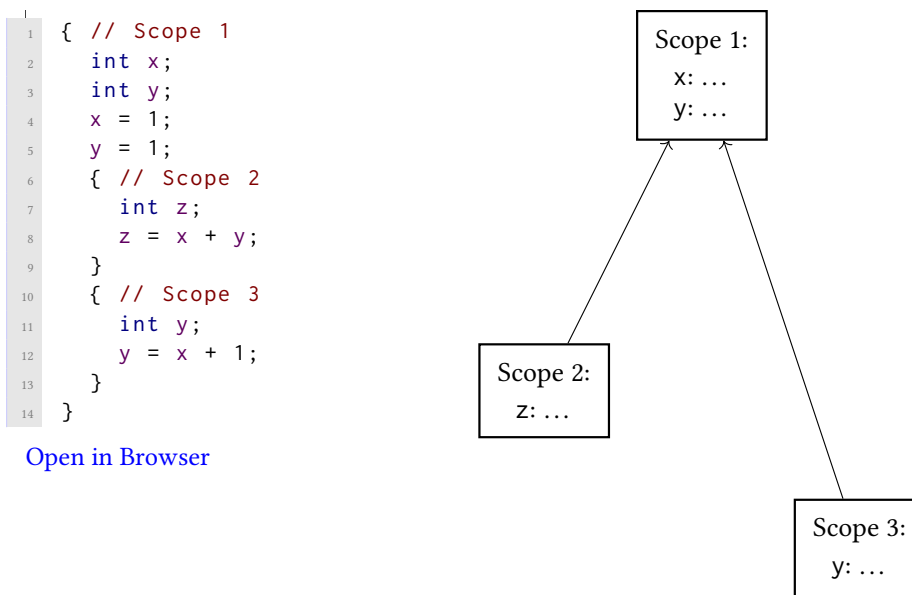 1 { // Scope 1
2 int x;
3 int y;
4 x = 1;
5 y = 1;
6 { // Scope 2
7 int z;
8 z = x + y;
9 }
10 { // Scope 3
11 int y;
12 y = x + 1;
13 }
14 }
Open in Browser
Scope 1:
x: ...
y: ...
Scope 2:
z: ...
Scope 3:
y: ...